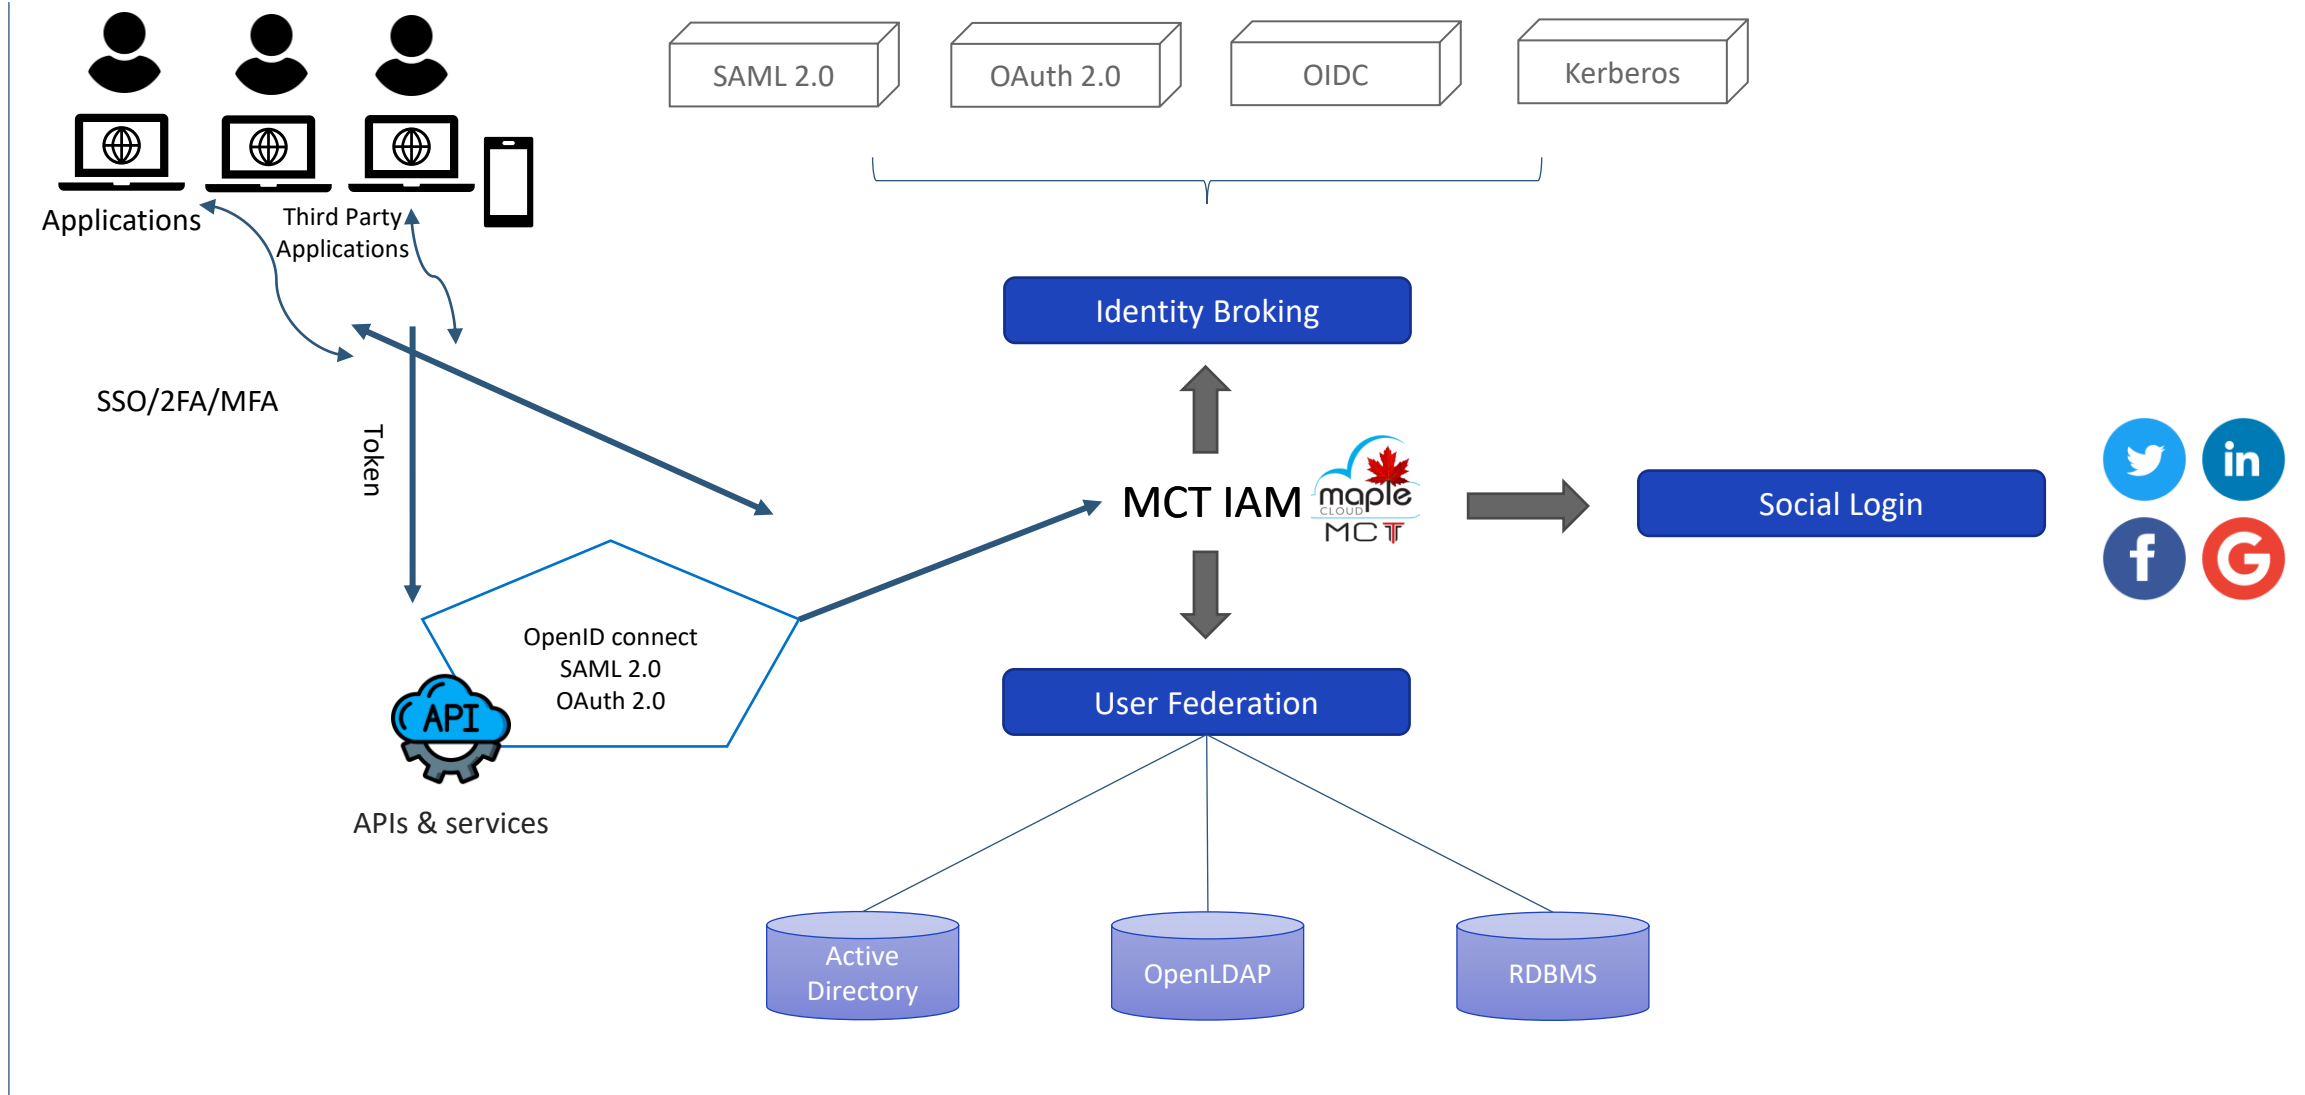 SAML 2.0
OAuth 2.0
OIDC
Kerberos
Applications
Third Party
Applications
Identity Broking
SSO/2FA/MFA
Token
MCT IAM
maple
CLOUD
MCT
Social Login
in
f
G
OpenID connect
SAML 2.0
OAuth 2.0
API
APIs & services
User Federation
Active
Directory
OpenLDAP
RDBMS